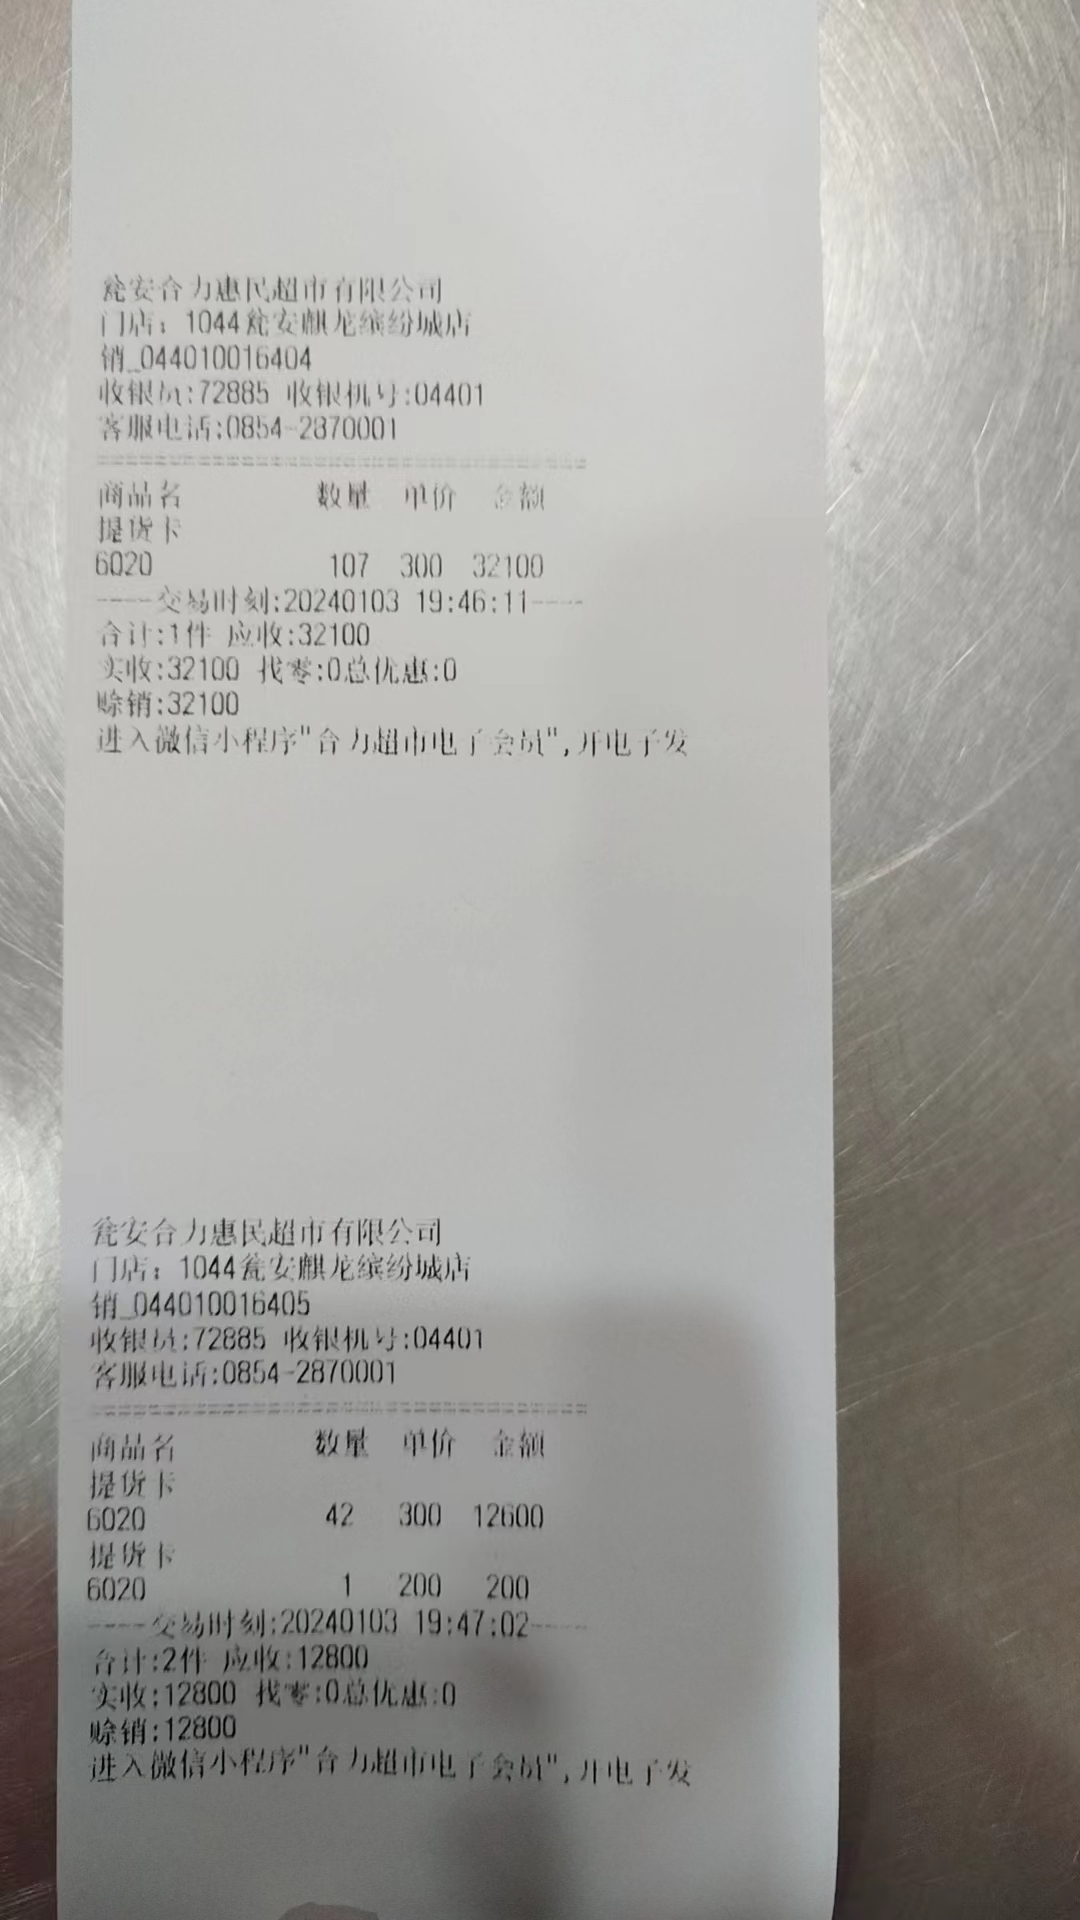 瓮安合力惠民超市有限公司
门店：1044瓮安麒龙缤纷城店
销_044010016404
收银员:72885 收银机号:04401
客服电话:0854-2870001
商品名 数量 单价 金额
提货卡
6020 107 300 32100
----交易时刻:20240103 19:46:11----
合计:1件 应收:32100
实收:32100 找零:0总优惠:0
赊销:32100
进入微信小程序"合力超市电子会员",开电子发
瓮安合力惠民超市有限公司
门店：1044瓮安麒龙缤纷城店
销_044010016405
收银员:72885 收银机号:04401
客服电话:0854-2870001
商品名 数量 单价 金额
提货卡
6020 42 300 12600
提货卡
6020 1 200 200
----交易时刻:20240103 19:47:02----
合计:2件 应收:12800
实收:12800 找零:0总优惠:0
赊销:12800
进入微信小程序"合力超市电子会员",开电子发